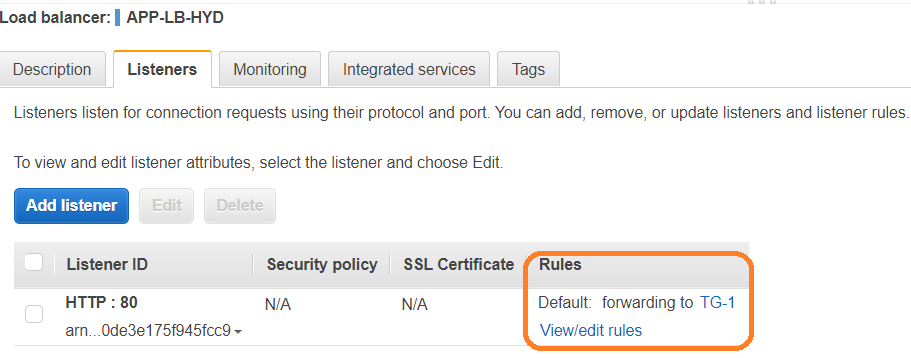 Load balancer: APP-LB-HYD
Description Listeners Monitoring Integrated services Tags
Listeners listen for connection requests using their protocol and port. You can add, remove, or update listeners and listener rules.
To view and edit listener attributes, select the listener and choose Edit.
Add listener Edit Delete
Listener ID Security policy SSL Certificate Rules
HTTP : 80 N/A N/A Default: forwarding to TG-1
arn...0de3e175f945fcc9 View/edit rules